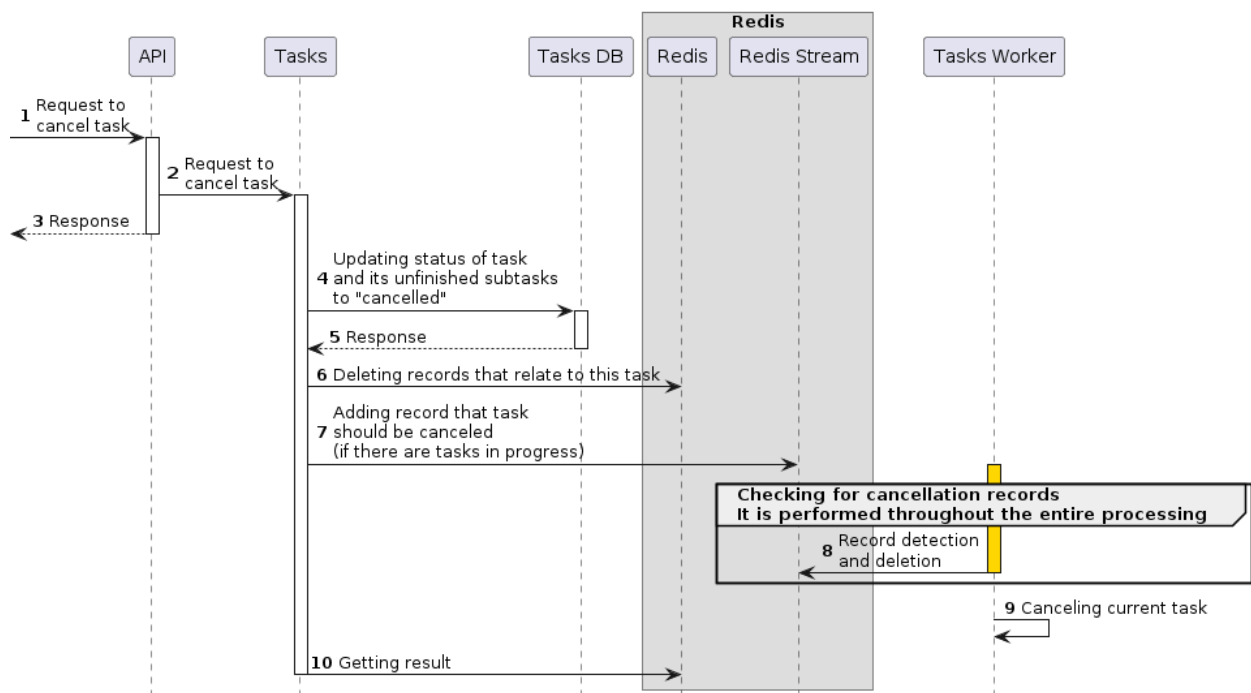 Redis
API
Tasks
Tasks DB
Redis
Redis Stream
Tasks Worker
1 Request to
cancel task
2 Request to
cancel task
3 Response
Updating status of task
4 and its unfinished subtasks
to "cancelled"
5 Response
6 Deleting records that relate to this task
Adding record that task
7 should be canceled
(if there are tasks in progress)
Checking for cancellation records
It is performed throughout the entire processing
8 Record detection
and deletion
9 Canceling current task
10 Getting result